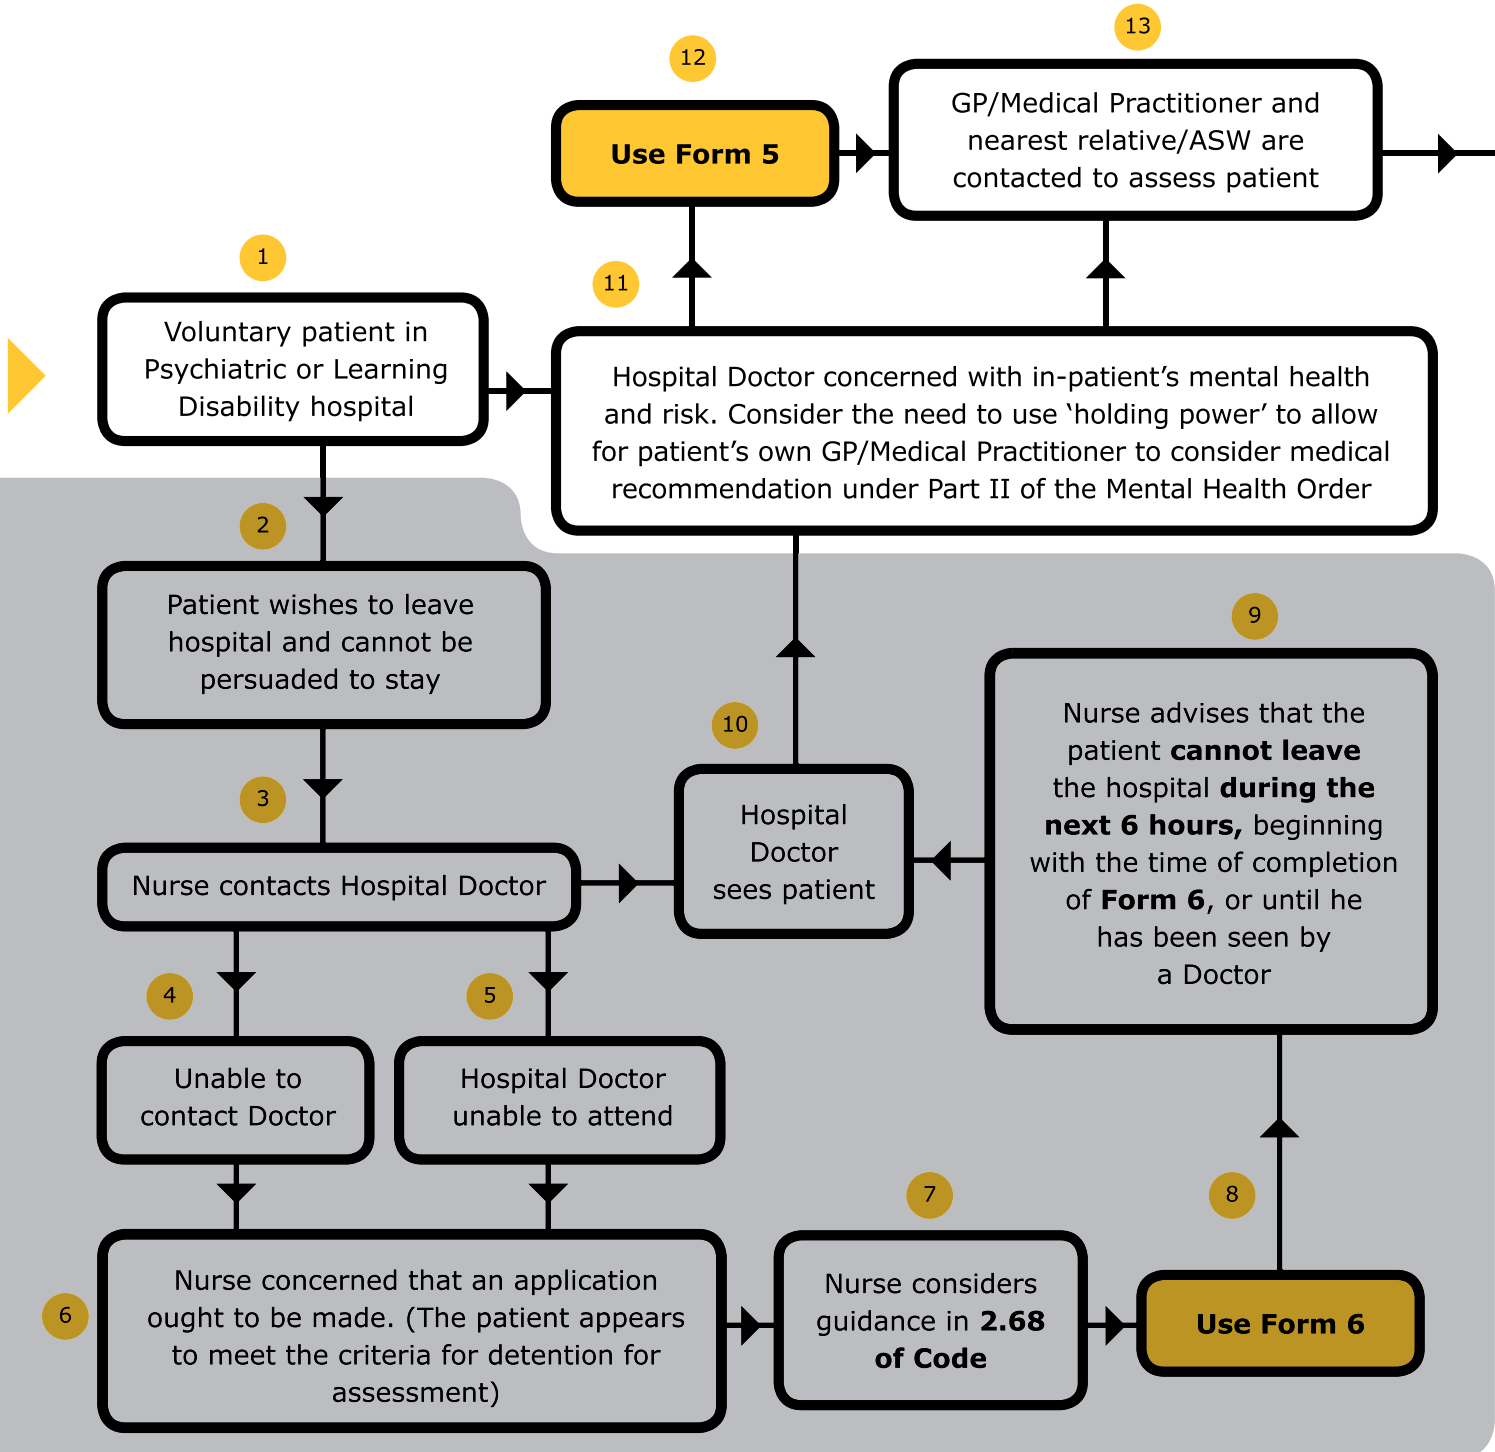 1
Voluntary patient in
Psychiatric or Learning
Disability hospital
2
Patient wishes to leave
hospital and cannot be
persuaded to stay
3
Nurse contacts Hospital Doctor
4
Unable to
contact Doctor
5
Hospital Doctor
unable to attend
6
Nurse concerned that an application
ought to be made. (The patient appears
to meet the criteria for detention for
assessment)
7
Nurse considers
guidance in 2.68
of Code
8
Use Form 6
9
Nurse advises that the
patient cannot leave
the hospital during the
next 6 hours, beginning
with the time of completion
of Form 6, or until he
has been seen by
a Doctor
10
Hospital
Doctor
sees patient
11
Hospital Doctor concerned with in-patient’s mental health
and risk. Consider the need to use ‘holding power’ to allow
for patient’s own GP/Medical Practitioner to consider medical
recommendation under Part II of the Mental Health Order
12
Use Form 5
13
GP/Medical Practitioner and
nearest relative/ASW are
contacted to assess patient